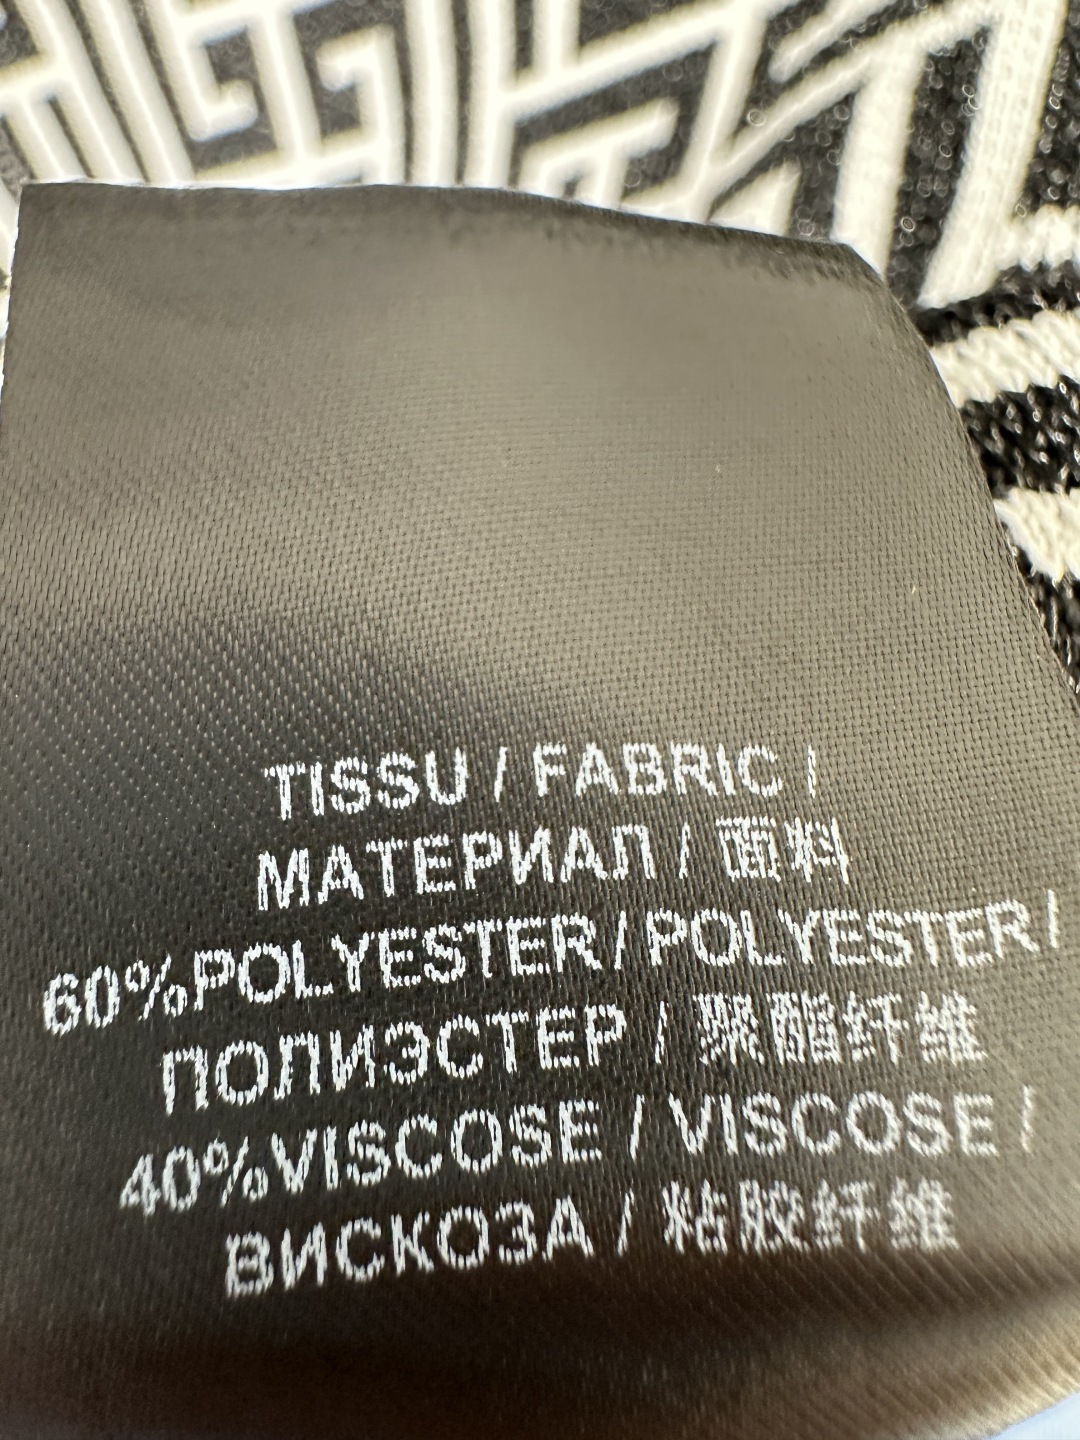 TISSU / FABRIC /
МАТЕРИАЛ / 面料
60%POLYESTER / POLYESTER /
ПОЛИЭСТЕР / 聚酯纤维
40%VISCOSE / VISCOSE /
ВИСКОЗА / 粘胶纤维